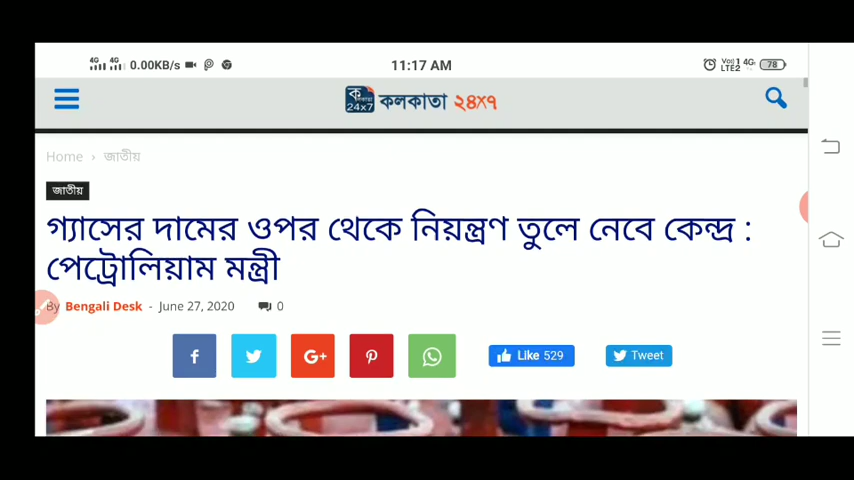 4G 4G 0.00KB/s 11:17 AM Vo) 1 4G LTE2 78
ক 24x7 কলকাতা ২৪x৭
Home › জাতীয়
জাতীয়
গ্যাসের দামের ওপর থেকে নিয়ন্ত্রণ তুলে নেবে কেন্দ্র :
পেট্রোলিয়াম মন্ত্রী
By Bengali Desk - June 27, 2020 0
f G+ Like 529 Tweet